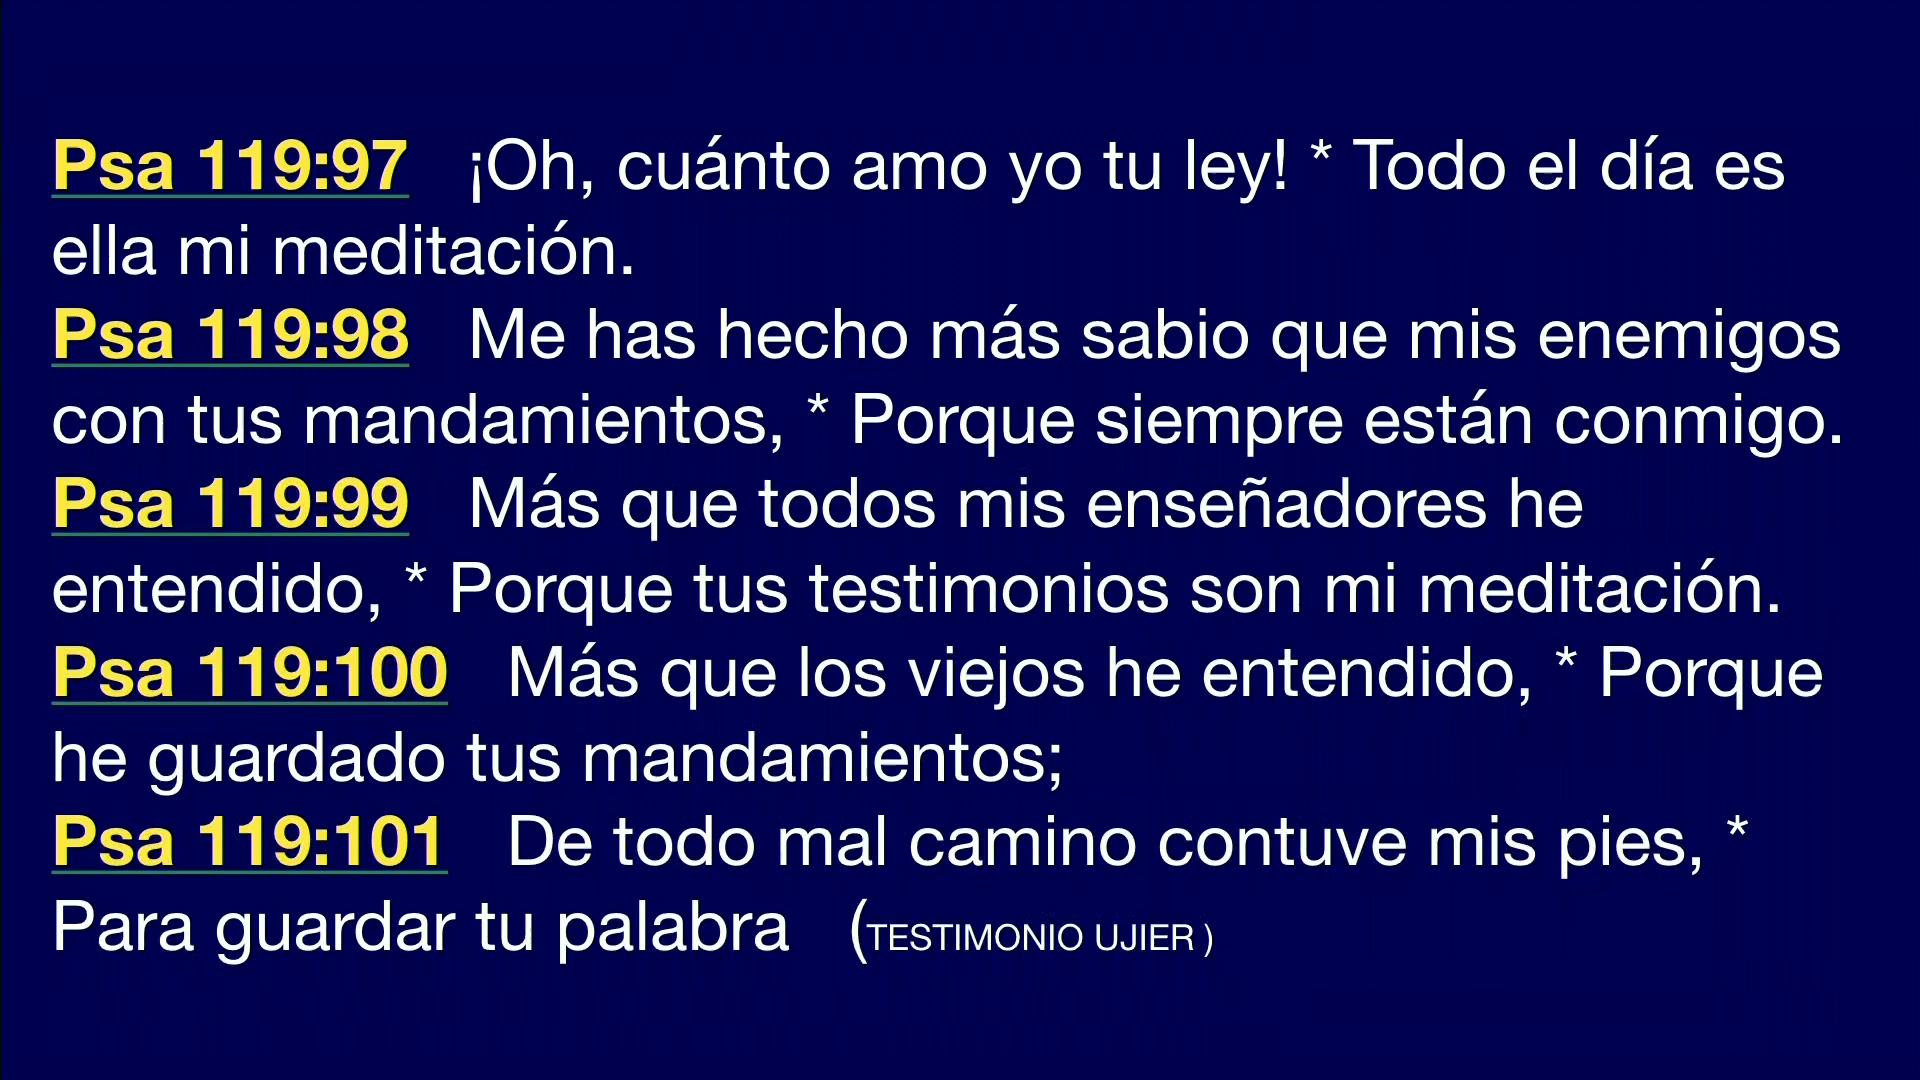 Psa 119:97 ¡Oh, cuánto amo yo tu ley! * Todo el día es
ella mi meditación.
Psa 119:98 Me has hecho más sabio que mis enemigos
con tus mandamientos, * Porque siempre están conmigo.
Psa 119:99 Más que todos mis enseñadores he
entendido, * Porque tus testimonios son mi meditación.
Psa 119:100 Más que los viejos he entendido, * Porque
he guardado tus mandamientos;
Psa 119:101 De todo mal camino contuve mis pies, *
Para guardar tu palabra (TESTIMONIO UJIER )